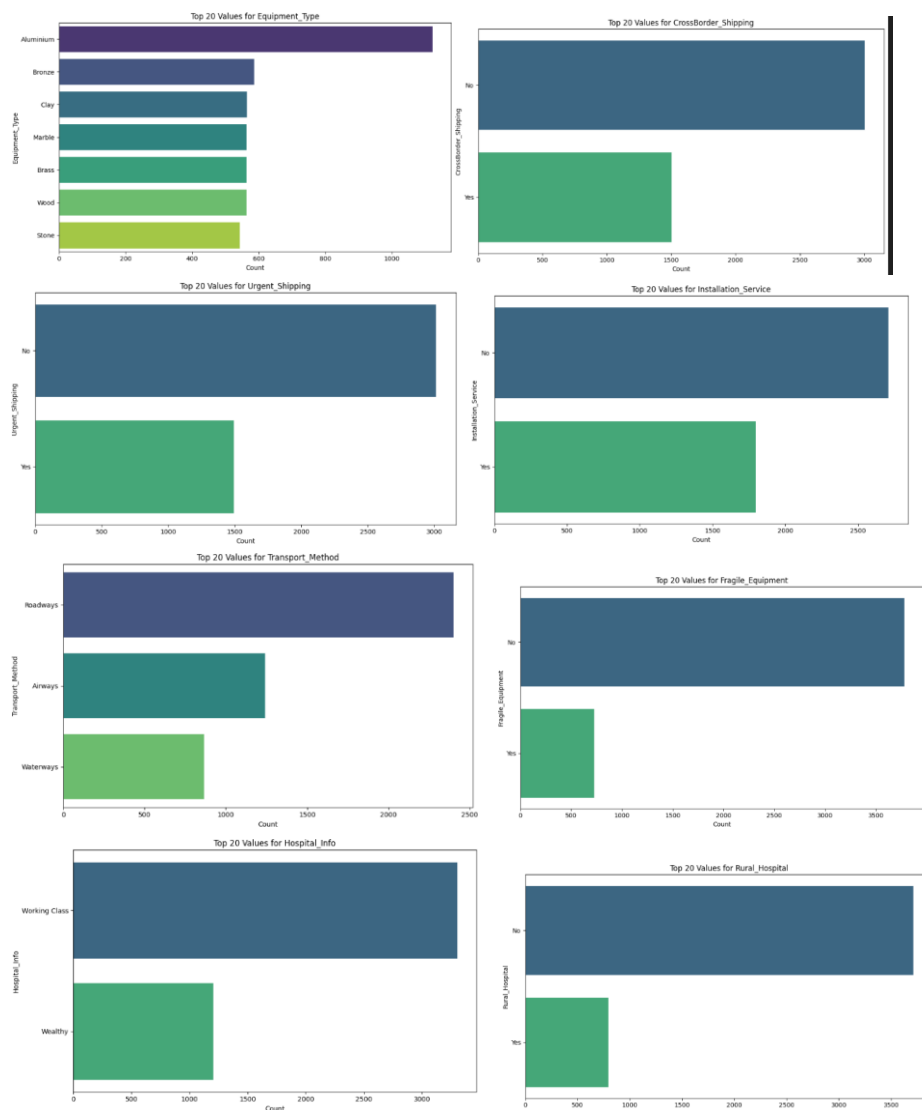 Top 20 Values for Equipment_Type
Equipment_Type
Aluminium
Bronze
Clay
Marble
Brass
Wood
Stone
0 200 400 600 800 1000
Count
Top 20 Values for CrossBorder_Shipping
CrossBorder_Shipping
No
Yes
0 500 1000 1500 2000 2500 3000
Count
Top 20 Values for Urgent_Shipping
Urgent_Shipping
No
Yes
0 500 1000 1500 2000 2500 3000
Count
Top 20 Values for Installation_Service
Installation_Service
No
Yes
0 500 1000 1500 2000 2500
Count
Top 20 Values for Transport_Method
Transport_Method
Roadways
Airways
Waterways
0 500 1000 1500 2000 2500
Count
Top 20 Values for Fragile_Equipment
Fragile_Equipment
No
Yes
0 500 1000 1500 2000 2500 3000 3500
Count
Top 20 Values for Hospital_Info
Hospital_Info
Working Class
Wealthy
0 500 1000 1500 2000 2500 3000
Count
Top 20 Values for Rural_Hospital
Rural_Hospital
No
Yes
0 500 1000 1500 2000 2500 3000 3500
Count